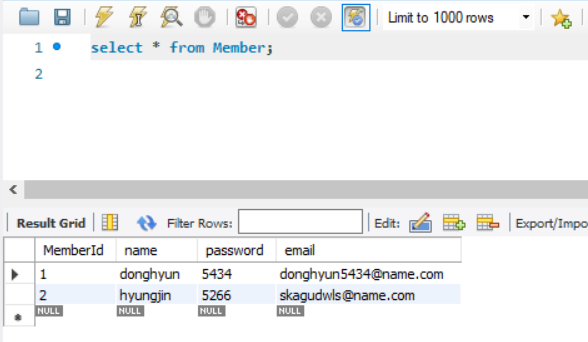 Limit to 1000 rows
1 select * from Member;
2
Result Grid Filter Rows: Edit: Export/Impo
MemberId name password email
1 donghyun 5434 donghyun5434@name.com
2 hyungjin 5266 skagudwls@name.com
NULL NULL NULL NULL